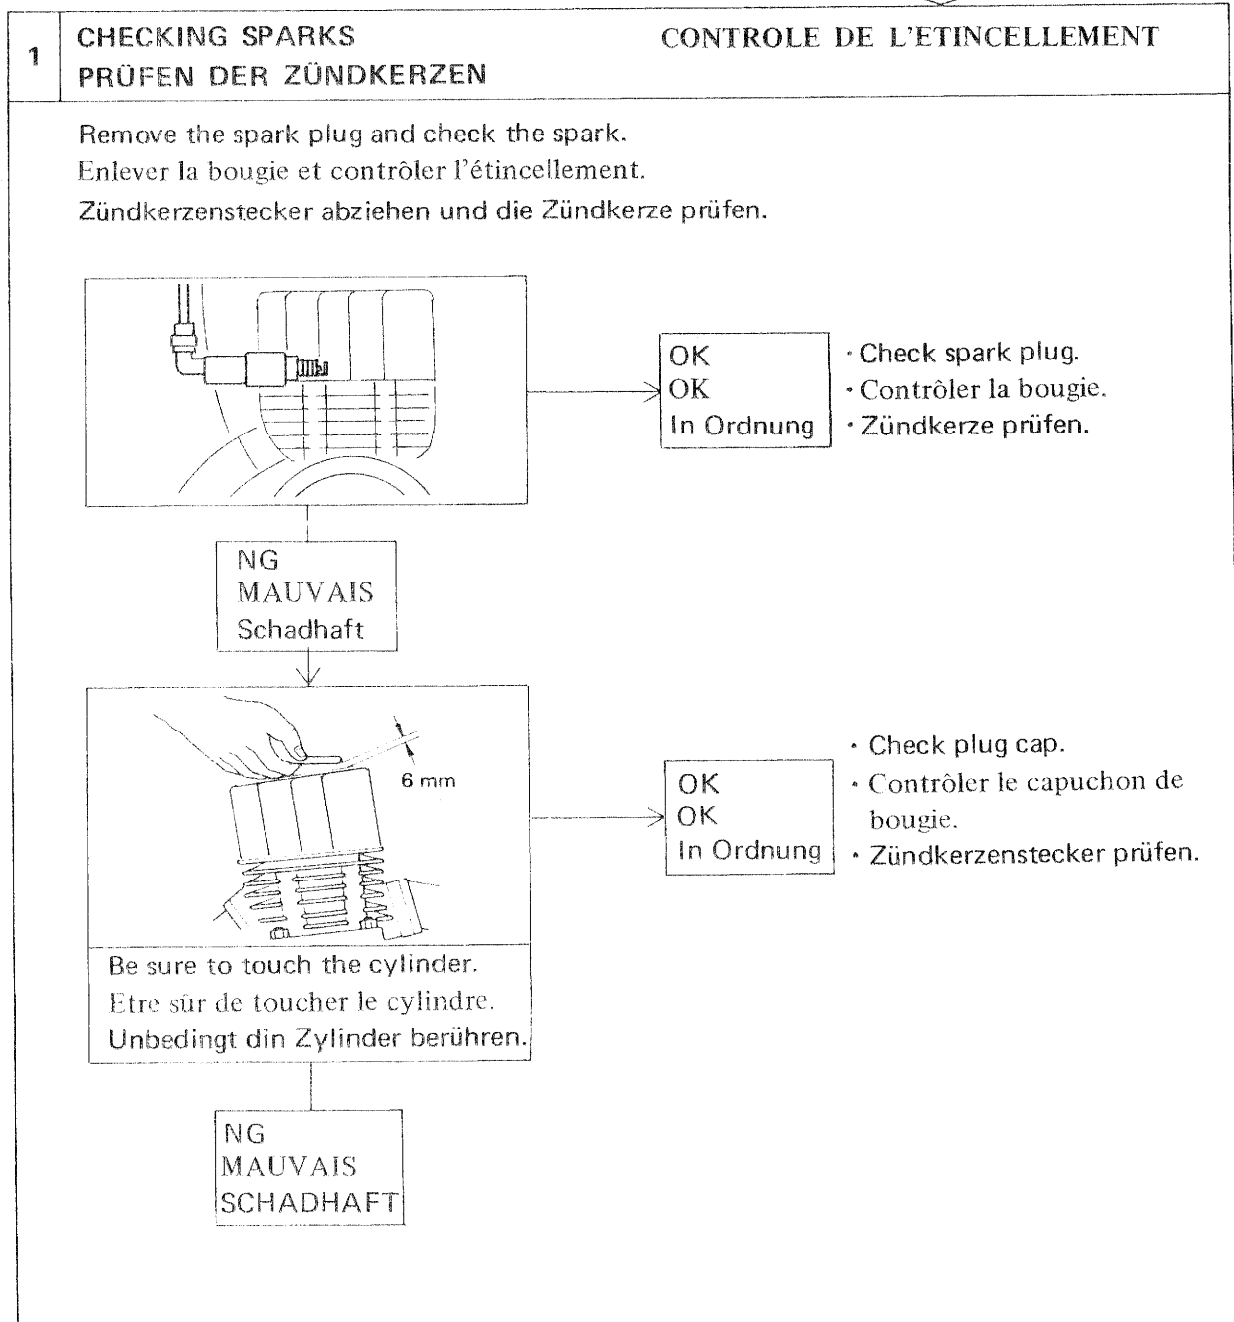 1
CHECKING SPARKS
CONTROLE DE L'ETINCELLEMENT
PRÜFEN DER ZÜNDKERZEN
Remove the spark plug and check the spark.
Enlever la bougie et contrôler l'étincellement.
Zündkerzenstecker abziehen und die Zündkerze prüfen.
OK
OK
In Ordnung
· Check spark plug.
· Contrôler la bougie.
· Zündkerze prüfen.
NG
MAUVAIS
Schadhaft
6 mm
OK
OK
In Ordnung
· Check plug cap.
· Contrôler le capuchon de
bougie.
· Zündkerzenstecker prüfen.
Be sure to touch the cylinder.
Etre sûr de toucher le cylindre.
Unbedingt din Zylinder berühren.
NG
MAUVAIS
SCHADHAFT